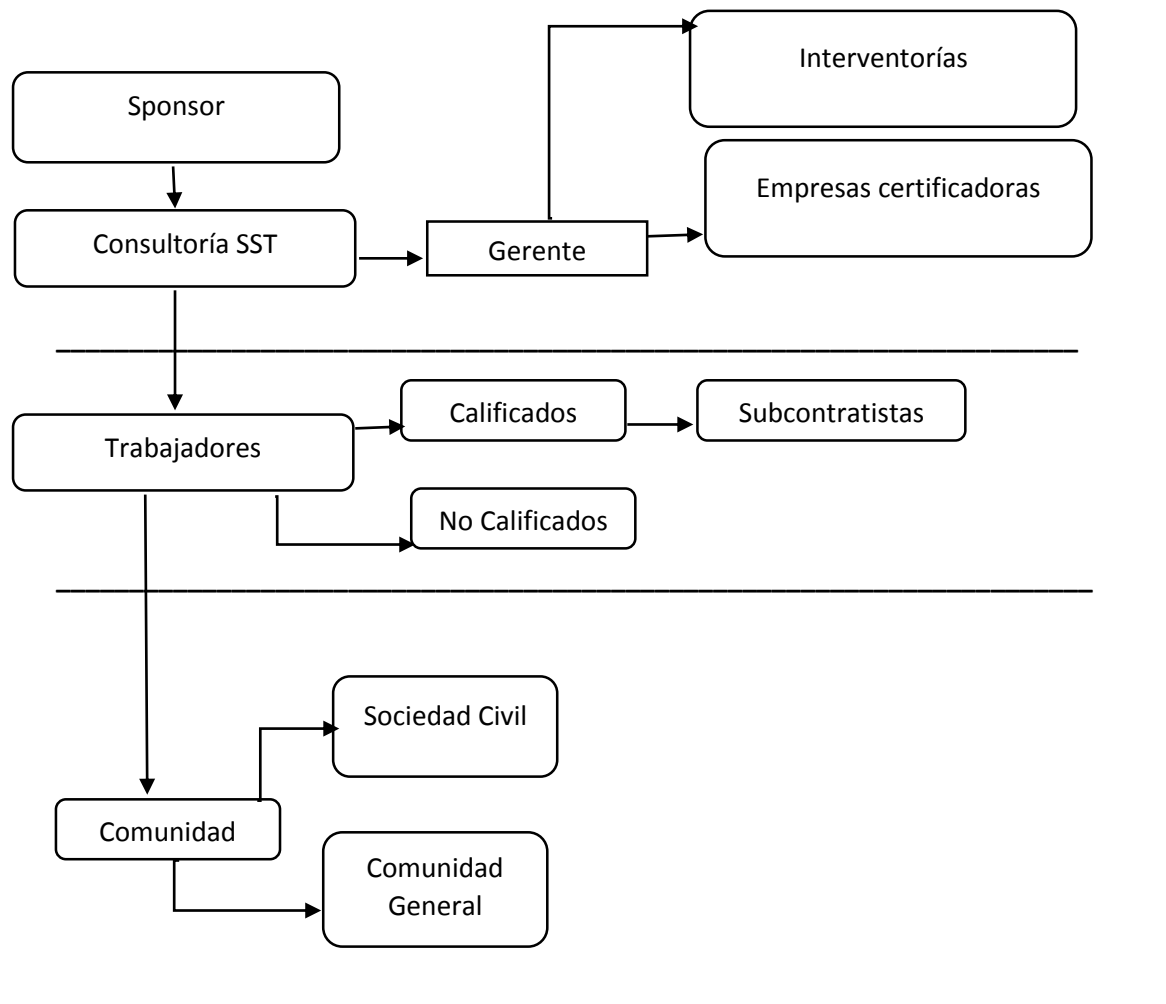 Interventorías
Sponsor
Empresas certificadoras
Consultoría SST
Gerente
Calificados
Subcontratistas
Trabajadores
No Calificados
Sociedad Civil
Comunidad
Comunidad
General